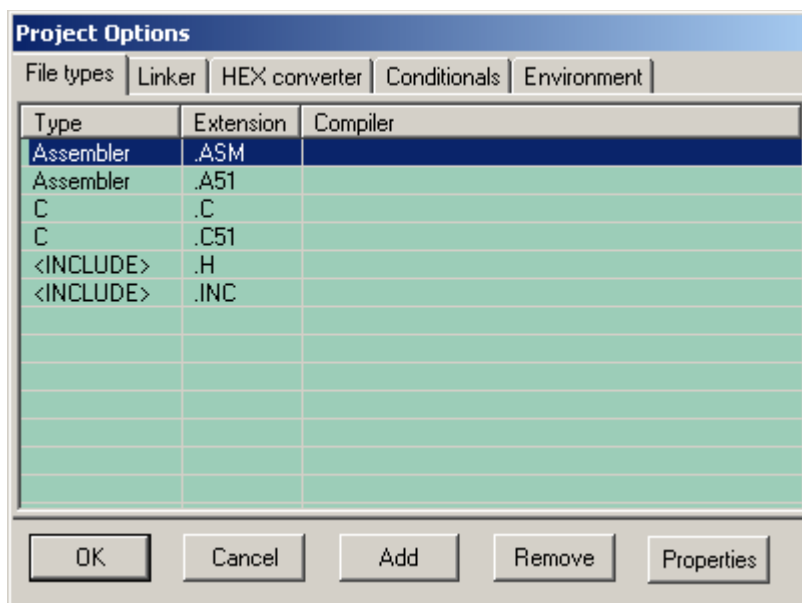 Project Options
File types Linker HEX converter Conditionals Environment
Type Extension Compiler
Assembler .ASM
Assembler .A51
C .C
C .C51
<INCLUDE> .H
<INCLUDE> .INC
OK Cancel Add Remove Properties